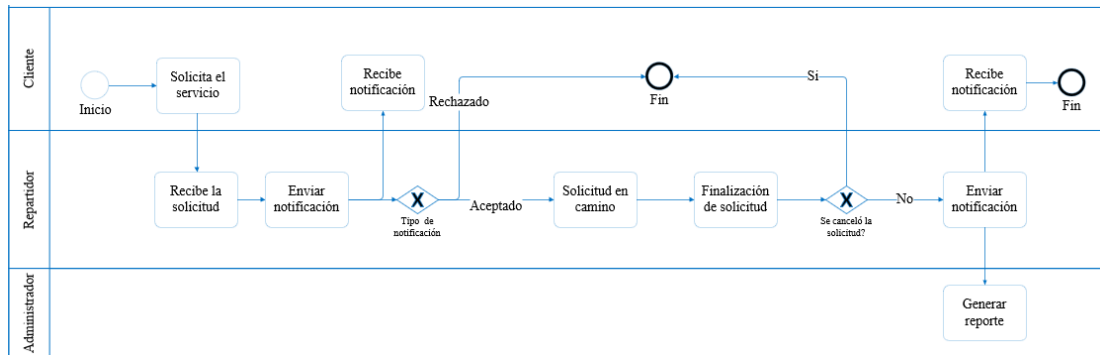 Cliente
Inicio
Solicita el
servicio
Recibe
notificación
Rechazado
Fin
Si
Recibe
notificación
Fin
Repartidor
Recibe la
solicitud
Enviar
notificación
Tipo de
notificación
Aceptado
Solicitud en
camino
Finalización
de solicitud
X
X
Se canceló la
solicitud?
No
Enviar
notificación
Administrador
Generar
reporte